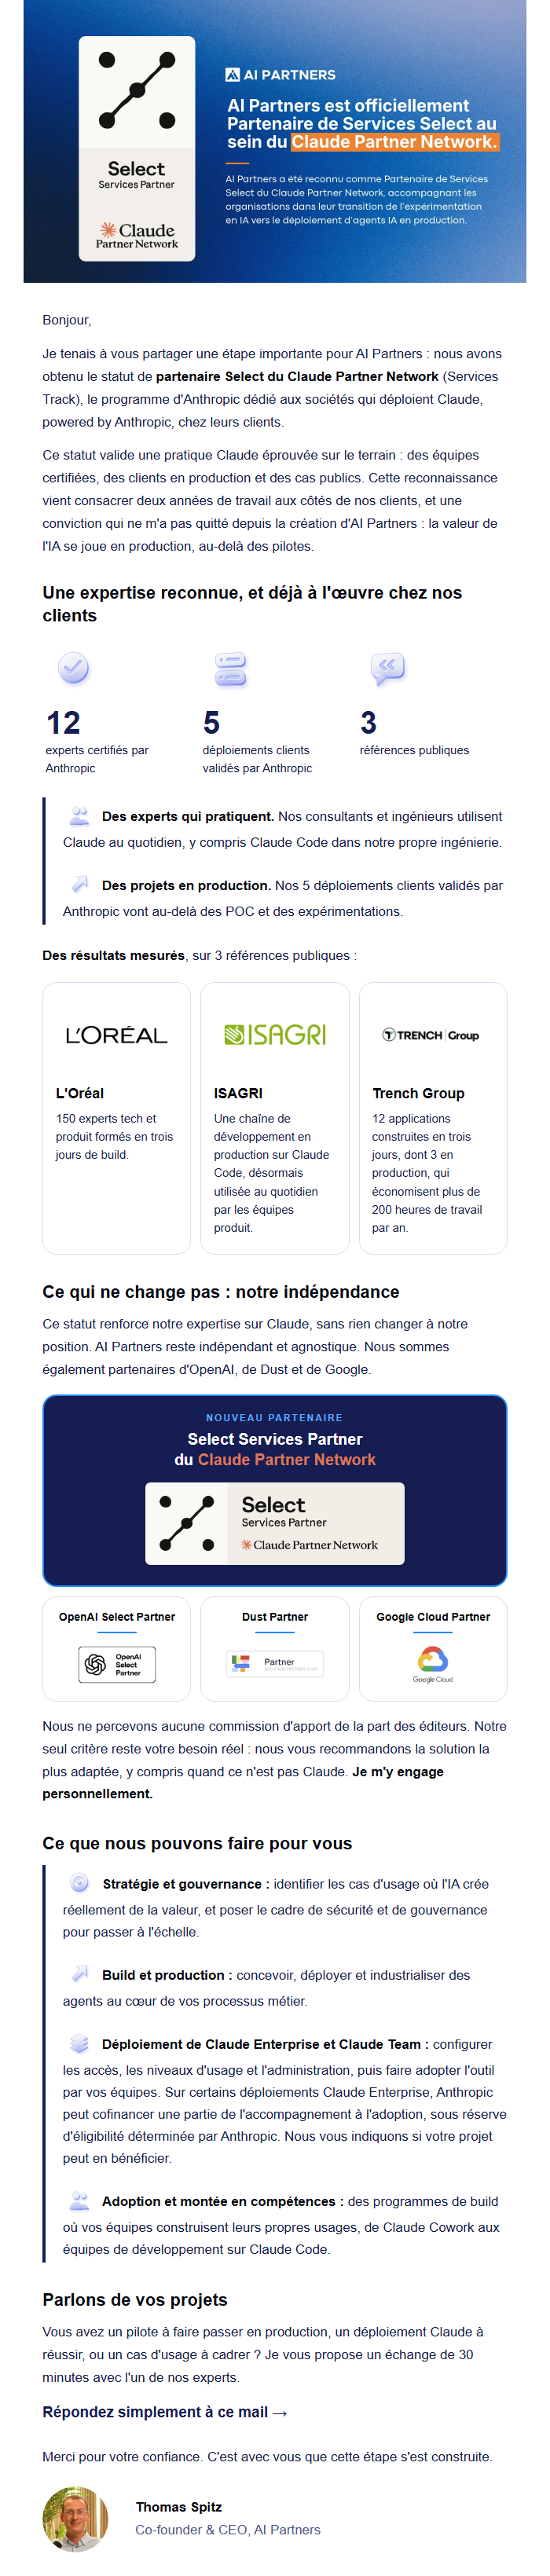 Select
Services Partner
Claude
Partner Network
AI PARTNERS
AI Partners est officiellement
Partenaire de Services Select au
sein du Claude Partner Network.
AI Partners a été reconnu comme Partenaire de Services
Select du Claude Partner Network, accompagnant les
organisations dans leur transition de l'expérimentation
en IA vers le déploiement d'agents IA en production.
Bonjour,
Je tenais à vous partager une étape importante pour AI Partners : nous avons
obtenu le statut de partenaire Select du Claude Partner Network (Services
Track), le programme d'Anthropic dédié aux sociétés qui déploient Claude,
powered by Anthropic, chez leurs clients.
Ce statut valide une pratique Claude éprouvée sur le terrain : des équipes
certifiées, des clients en production et des cas publics. Cette reconnaissance
vient consacrer deux années de travail aux côtés de nos clients, et une
conviction qui ne m'a pas quitté depuis la création d'AI Partners : la valeur de
l'IA se joue en production, au-delà des pilotes.
Une expertise reconnue, et déjà à l'œuvre chez nos
clients
12
experts certifiés par
Anthropic
5
déploiements clients
validés par Anthropic
3
références publiques
Des experts qui pratiquent. Nos consultants et ingénieurs utilisent
Claude au quotidien, y compris Claude Code dans notre propre ingénierie.
Des projets en production. Nos 5 déploiements clients validés par
Anthropic vont au-delà des POC et des expérimentations.
Des résultats mesurés, sur 3 références publiques :
L'ORÉAL
L'Oréal
150 experts tech et
produit formés en trois
jours de build.
ISAGRI
ISAGRI
Une chaîne de
développement en
production sur Claude
Code, désormais
utilisée au quotidien
par les équipes
produit.
TRENCH Group
Trench Group
12 applications
construites en trois
jours, dont 3 en
production, qui
économisent plus de
200 heures de travail
par an.
Ce qui ne change pas : notre indépendance
Ce statut renforce notre expertise sur Claude, sans rien changer à notre
position. AI Partners reste indépendant et agnostique. Nous sommes
également partenaires d'OpenAI, de Dust et de Google.
NOUVEAU PARTENAIRE
Select Services Partner
du Claude Partner Network
Select
Services Partner
Claude Partner Network
OpenAI Select Partner
OpenAI
Select
Partner
Dust Partner
Partner
Google Cloud Partner
Google Cloud
Nous ne percevons aucune commission d'apport de la part des éditeurs. Notre
seul critère reste votre besoin réel : nous vous recommandons la solution la
plus adaptée, y compris quand ce n'est pas Claude. Je m'y engage
personnellement.
Ce que nous pouvons faire pour vous
Stratégie et gouvernance : identifier les cas d'usage où l'IA crée
réellement de la valeur, et poser le cadre de sécurité et de gouvernance
pour passer à l'échelle.
Build et production : concevoir, déployer et industrialiser des
agents au cœur de vos processus métier.
Déploiement de Claude Enterprise et Claude Team : configurer
les accès, les niveaux d'usage et l'administration, puis faire adopter l'outil
par vos équipes. Sur certains déploiements Claude Enterprise, Anthropic
peut cofinancer une partie de l'accompagnement à l'adoption, sous réserve
d'éligibilité déterminée par Anthropic. Nous vous indiquons si votre projet
peut en bénéficier.
Adoption et montée en compétences : des programmes de build
où vos équipes construisent leurs propres usages, de Claude Cowork aux
équipes de développement sur Claude Code.
Parlons de vos projets
Vous avez un pilote à faire passer en production, un déploiement Claude à
réussir, ou un cas d'usage à cadrer ? Je vous propose un échange de 30
minutes avec l'un de nos experts.
Répondez simplement à ce mail →
Merci pour votre confiance. C'est avec vous que cette étape s'est construite.
Thomas Spitz
Co-founder & CEO, AI Partners